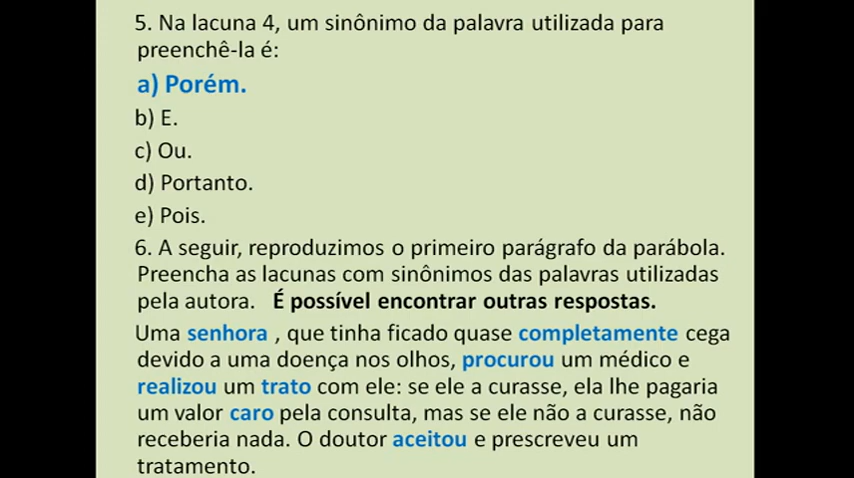 5. Na lacuna 4, um sinônimo da palavra utilizada para
preenchê-la é:
a) Porém.
b) E.
c) Ou.
d) Portanto.
e) Pois.
6. A seguir, reproduzimos o primeiro parágrafo da parábola.
Preencha as lacunas com sinônimos das palavras utilizadas
pela autora. É possível encontrar outras respostas.
Uma senhora , que tinha ficado quase completamente cega
devido a uma doença nos olhos, procurou um médico e
realizou um trato com ele: se ele a curasse, ela lhe pagaria
um valor caro pela consulta, mas se ele não a curasse, não
receberia nada. O doutor aceitou e prescreveu um
tratamento.